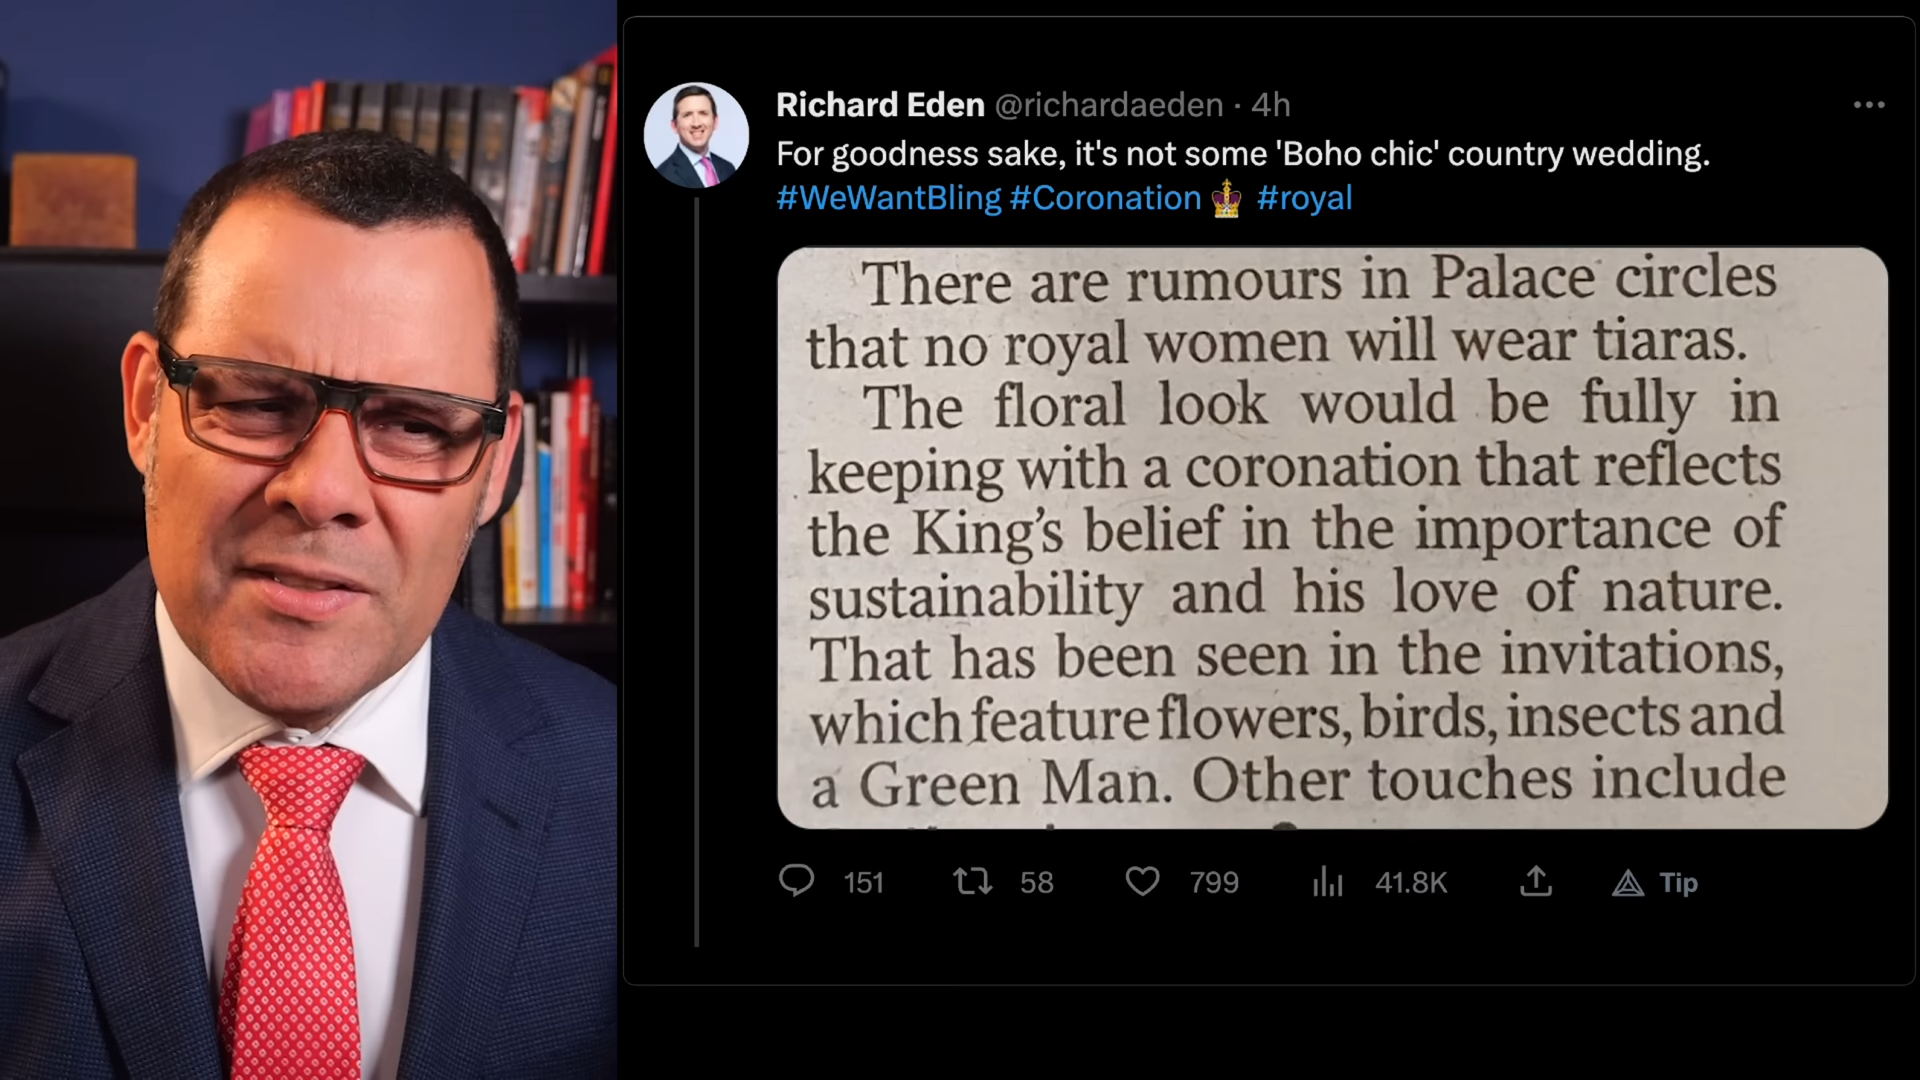 Richard Eden @richardaeden · 4h
For goodness sake, it's not some 'Boho chic' country wedding.
#WeWantBling #Coronation 👑 #royal
There are rumours in Palace circles
that no royal women will wear tiaras.
The floral look would be fully in
keeping with a coronation that reflects
the King's belief in the importance of
sustainability and his love of nature.
That has been seen in the invitations,
which feature flowers, birds, insects and
a Green Man. Other touches include
151 58 799 41.8K Tip